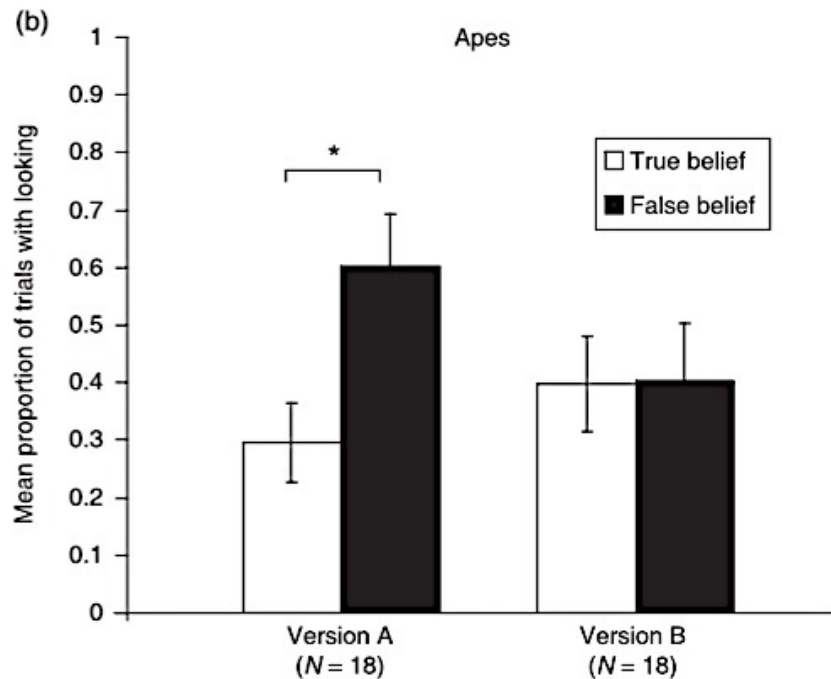 (b)
Apes
Mean proportion of trials with looking
1
0.9
0.8
0.7
0.6
0.5
0.4
0.3
0.2
0.1
0
*
True belief
False belief
Version A
(N = 18)
Version B
(N = 18)